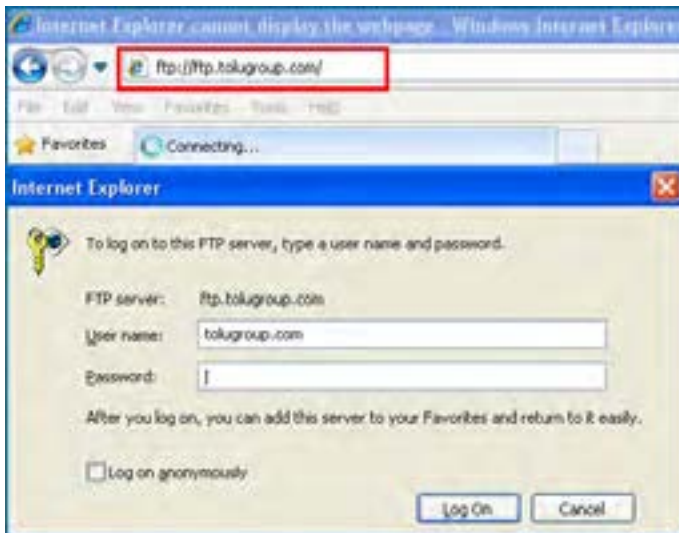 Internet Explorer cannot display the webpage - Windows Internet Explorer
ftp://ftp.tolugroup.com/
File Edit View Favorites Tools Help
Favorites Connecting...
Internet Explorer
To log on to this FTP server, type a user name and password.
FTP server: ftp.tolugroup.com
User name: tolugroup.com
Password:
After you log on, you can add this server to your Favorites and return to it easily.
Log on anonymously
Log On Cancel